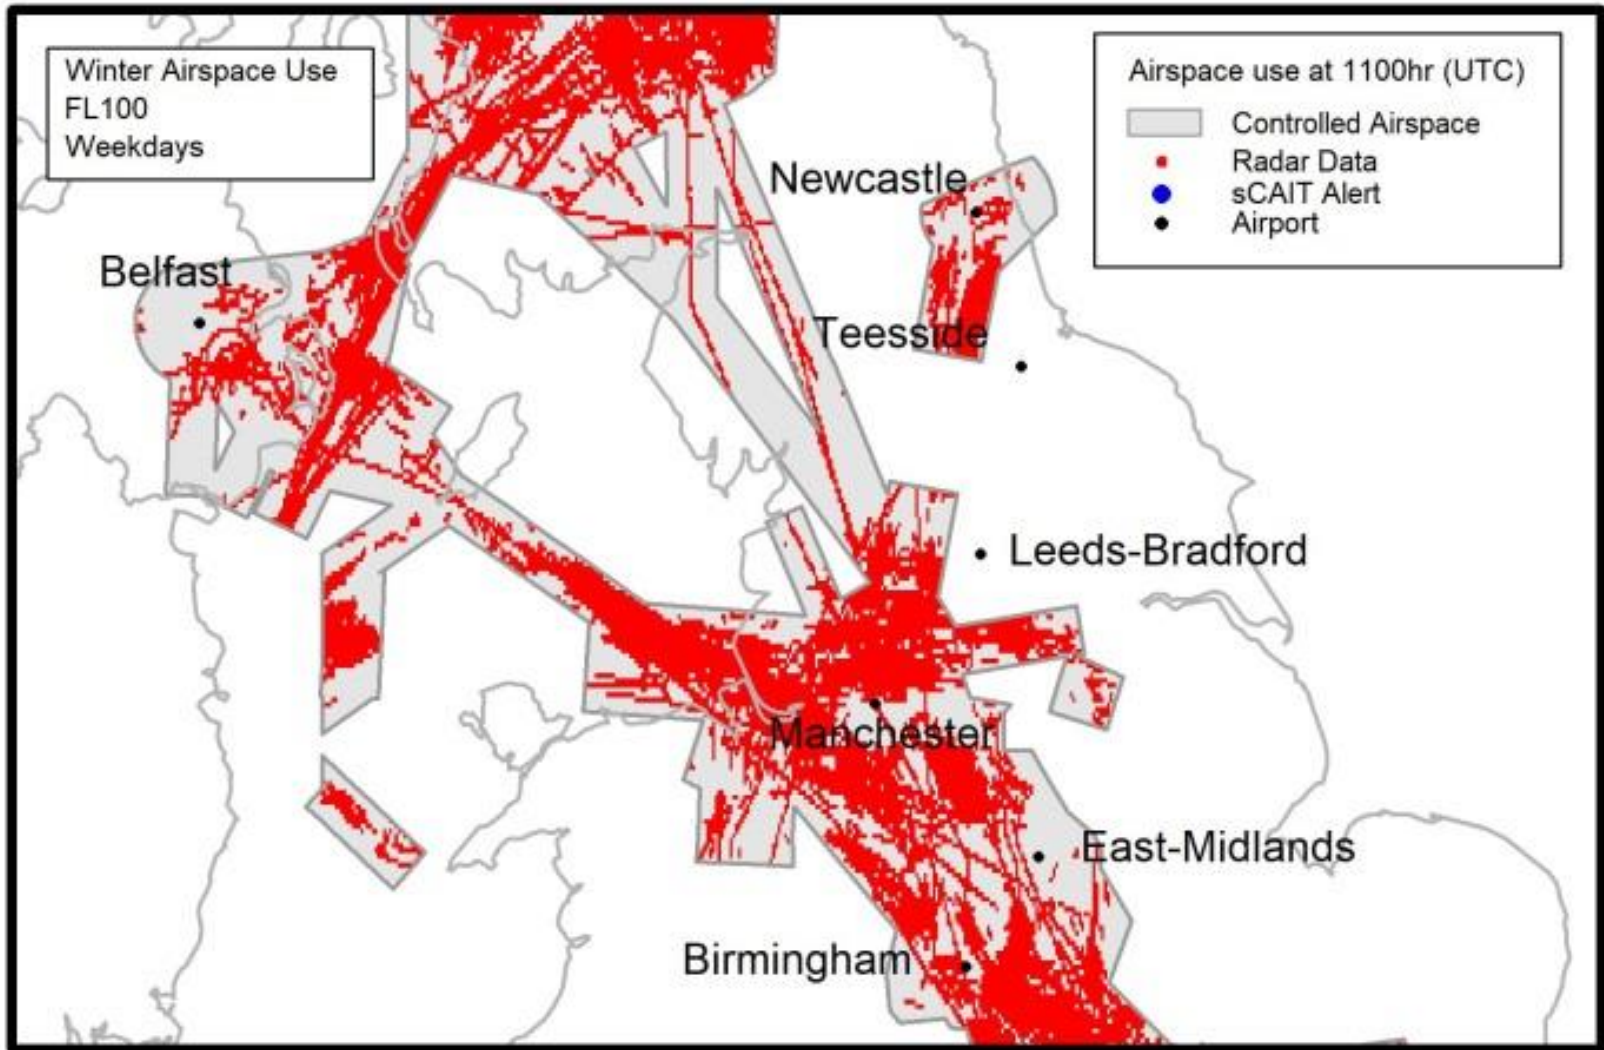 Winter Airspace Use
FL100
Weekdays
Airspace use at 1100hr (UTC)
Controlled Airspace
Radar Data
sCAIT Alert
Airport
Newcastle
Belfast
Teesside
Leeds-Bradford
Manchester
East-Midlands
Birmingham